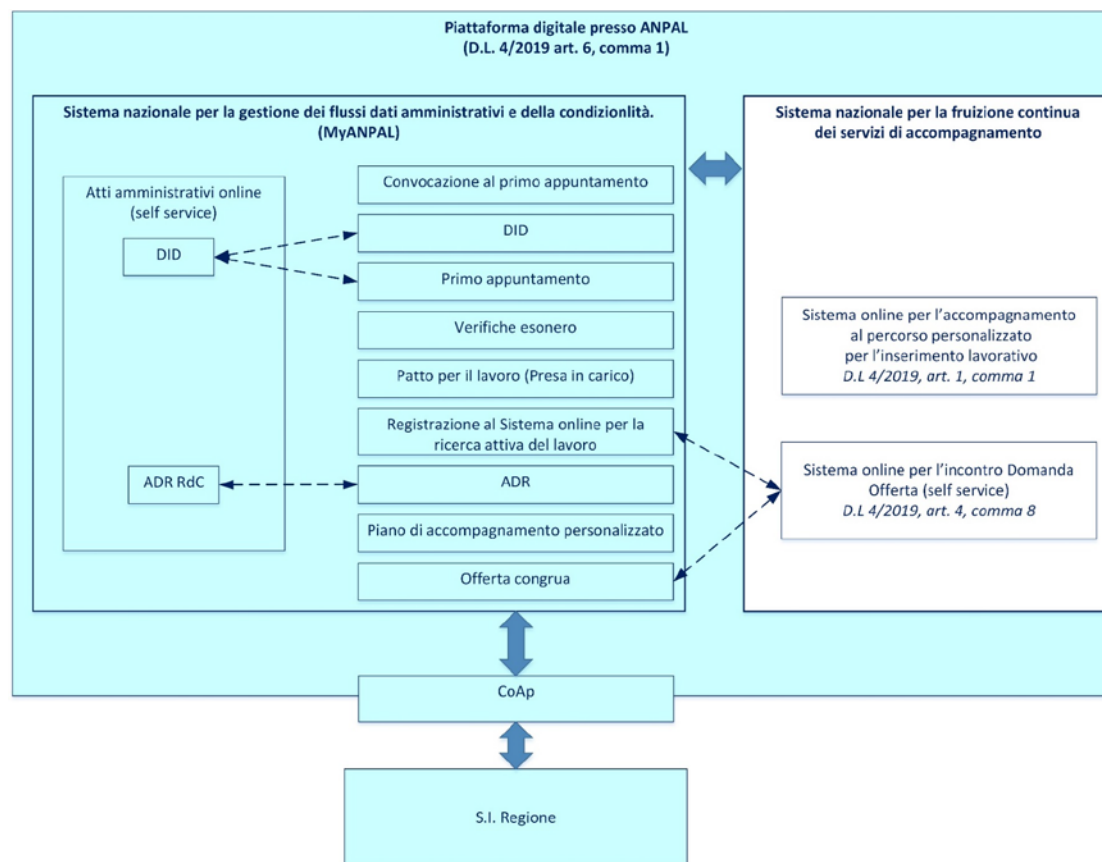 Piattaforma digitale presso ANPAL
(D.L. 4/2019 art. 6, comma 1)
Sistema nazionale per la gestione dei flussi dati amministrativi e della condizionlità.
(MyANPAL)
Atti amministrativi online
(self service)
DID
ADR RdC
Convocazione al primo appuntamento
DID
Primo appuntamento
Verifiche esonero
Patto per il lavoro (Presa in carico)
Registrazione al Sistema online per la
ricerca attiva del lavoro
ADR
Piano di accompagnamento personalizzato
Offerta congrua
Sistema nazionale per la fruizione continua
dei servizi di accompagnamento
Sistema online per l'accompagnamento
al percorso personalizzato
per l'inserimento lavorativo
D.L 4/2019, art. 1, comma 1
Sistema online per l'incontro Domanda
Offerta (self service)
D.L 4/2019, art. 4, comma 8
CoAp
S.I. Regione